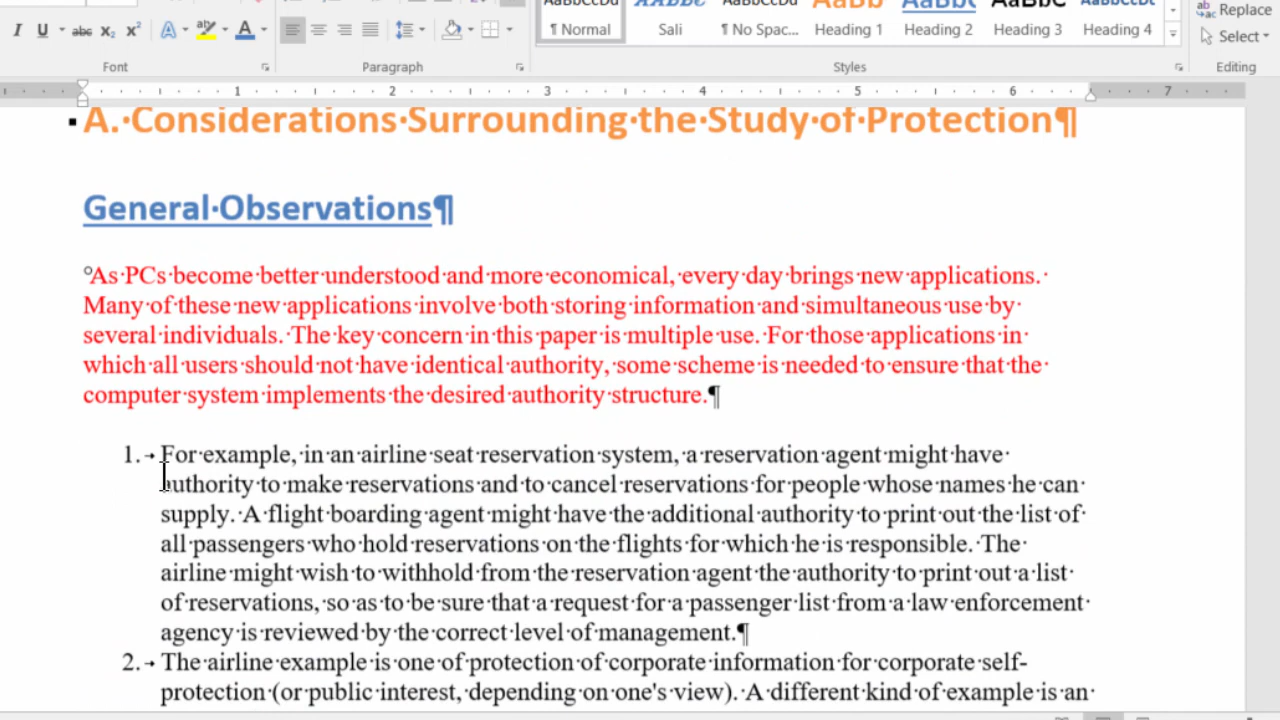 Replace
Normal Sali No Spac... Heading 1 Heading 2 Heading 3 Heading 4
Select
Font Paragraph Styles Editing
1 2 3 4 5 6 7
A. Considerations Surrounding the Study of Protection¶
General Observations¶
As PCs become better understood and more economical, every day brings new applications.
Many of these new applications involve both storing information and simultaneous use by
several individuals. The key concern in this paper is multiple use. For those applications in
which all users should not have identical authority, some scheme is needed to ensure that the
computer system implements the desired authority structure.¶
1. For example, in an airline seat reservation system, a reservation agent might have
authority to make reservations and to cancel reservations for people whose names he can
supply. A flight boarding agent might have the additional authority to print out the list of
all passengers who hold reservations on the flights for which he is responsible. The
airline might wish to withhold from the reservation agent the authority to print out a list
of reservations, so as to be sure that a request for a passenger list from a law enforcement
agency is reviewed by the correct level of management.¶
2. The airline example is one of protection of corporate information for corporate self-
protection (or public interest, depending on one's view). A different kind of example is an